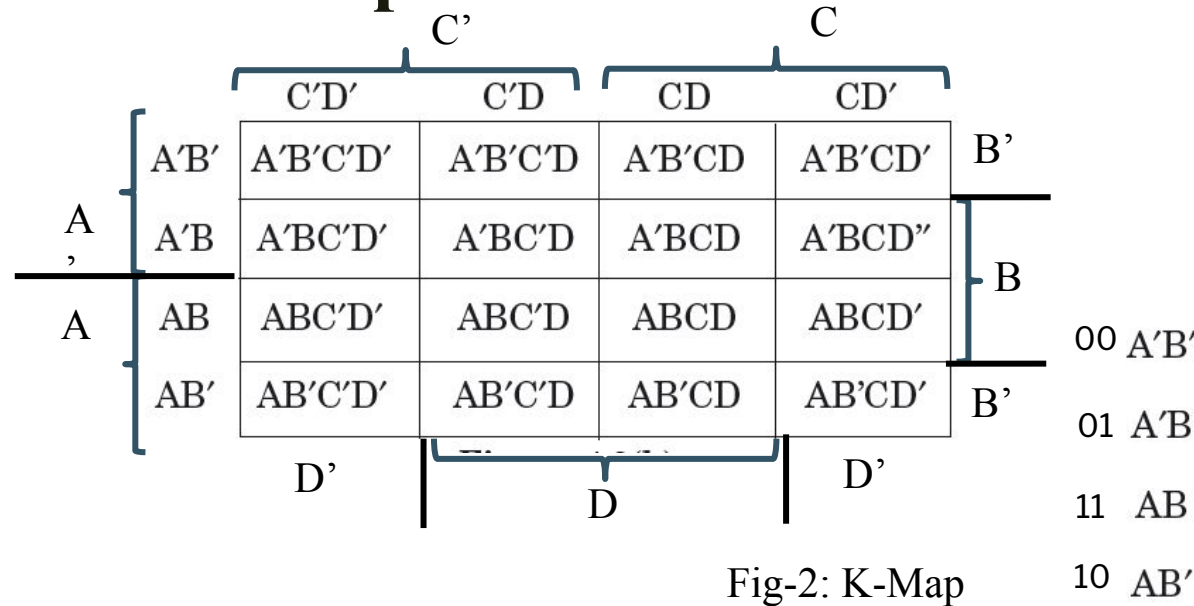 C’ C
C′D′ C′D CD CD′
A′B′ A′B′C′D′ A′B′C′D A′B′CD A′B′CD′ B’
A’
A′B A′BC′D′ A′BC′D A′BCD A′BCD″
B
A
AB ABC′D′ ABC′D ABCD ABCD′
00 A′B′
AB′ AB′C′D′ AB′C′D AB′CD AB’CD′ B’
01 A′B
D’ D D’
11 AB
Fig-2: K-Map
10 AB′